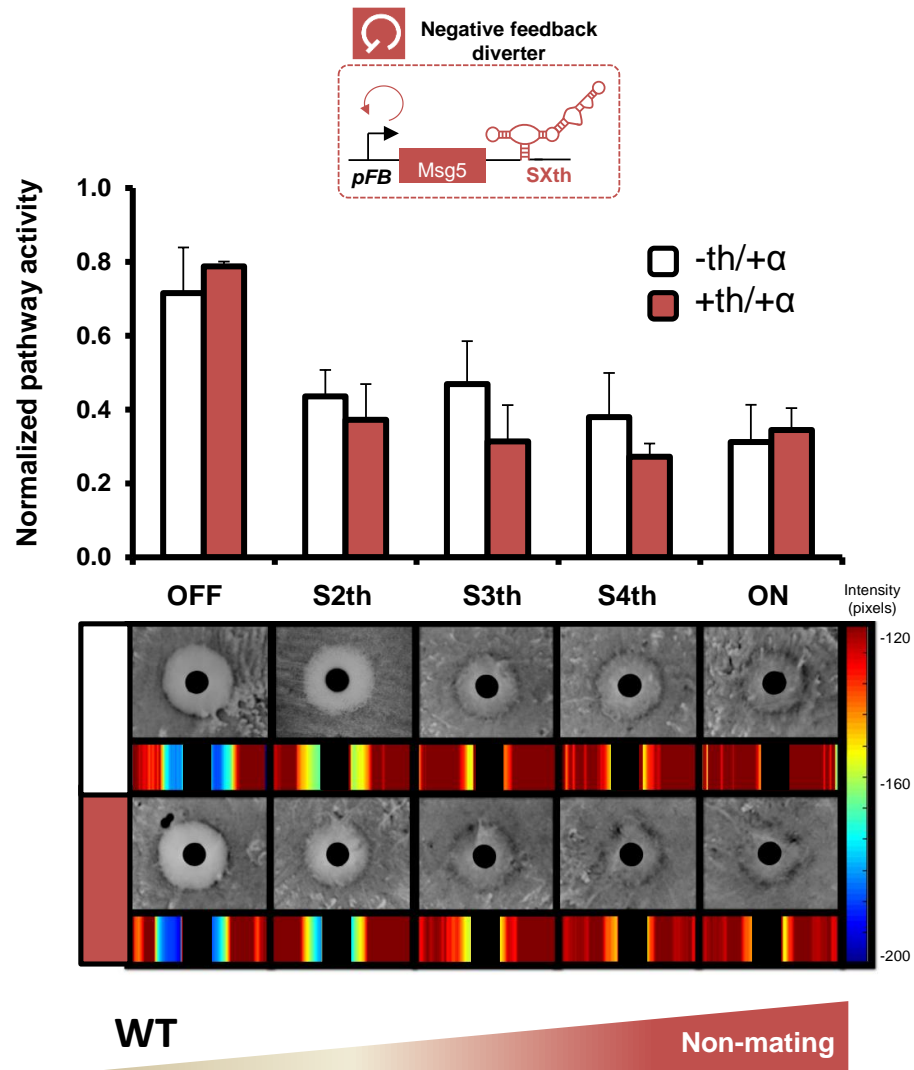 Negative feedback
diverter
pFB
Msg5
SXth
Normalized pathway activity
1.0
0.8
0.6
0.4
0.2
0.0
-th/+α
+th/+α
OFF
S2th
S3th
S4th
ON
Intensity
(pixels)
-120
-160
-200
WT
Non-mating